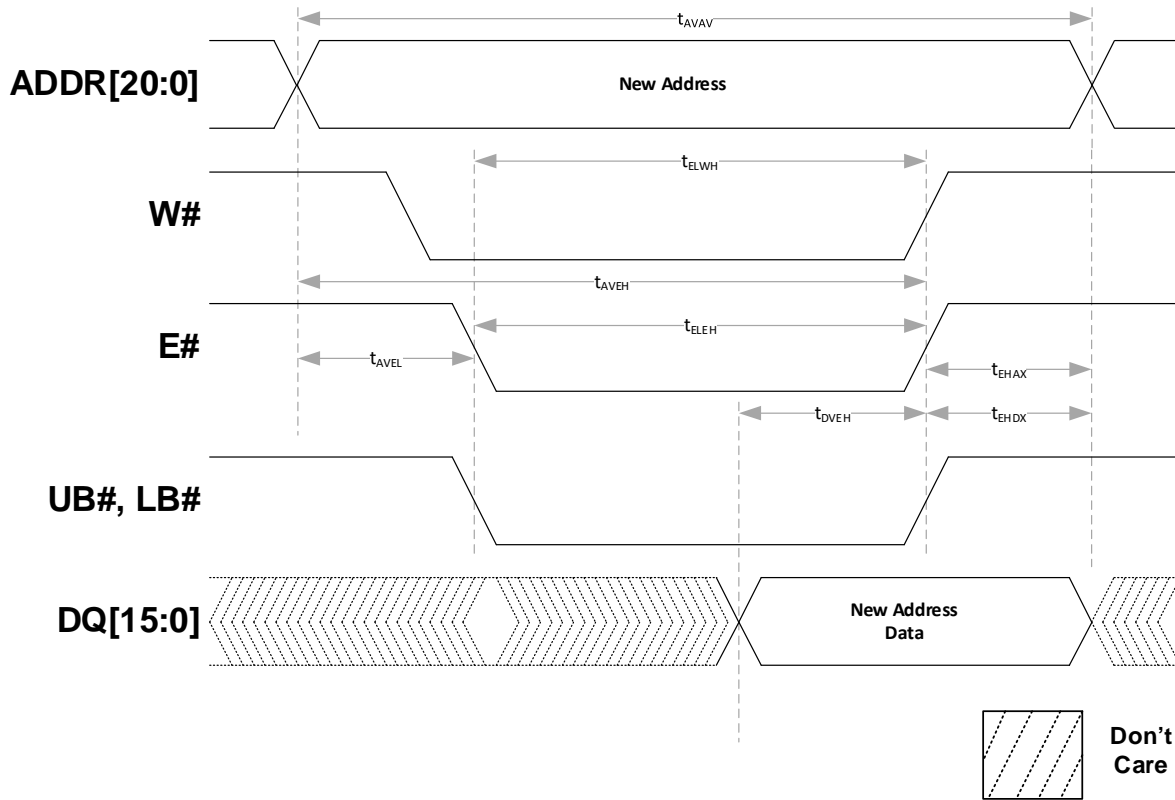 tAVAV
ADDR[20:0]
New Address
tELWH
W#
tAVEH
tELEH
E#
tAVEL
tEHAX
tDVEH
tEHDX
UB#, LB#
DQ[15:0]
New Address
Data
Don't
Care